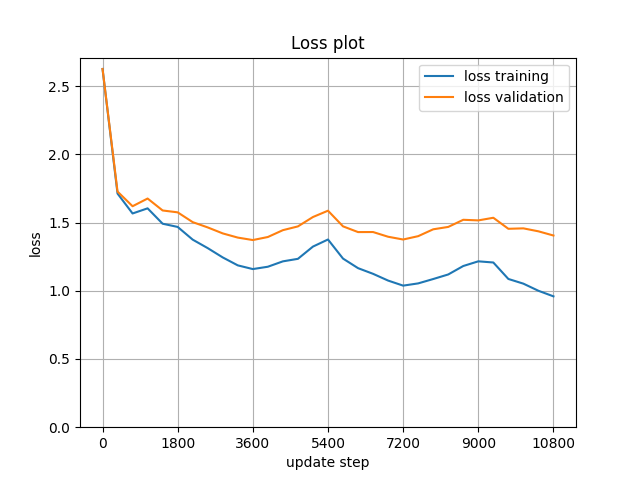 Loss plot
loss training
loss validation
2.5
2.0
1.5
1.0
0.5
0.0
loss
0 1800 3600 5400 7200 9000 10800
update step